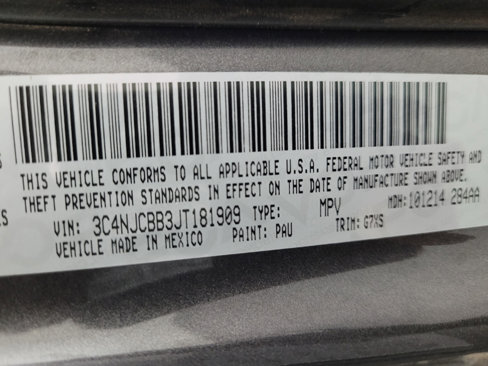 THIS VEHICLE CONFORMS TO ALL APPLICABLE U.S.A. FEDERAL MOTOR VEHICLE SAFETY AND
THEFT PREVENTION STANDARDS IN EFFECT ON THE DATE OF MANUFACTURE SHOWN ABOVE.
VIN: 3C4NJCBB3JT181909 TYPE: MPV MDH: 101214 284AA
VEHICLE MADE IN MEXICO PAINT: PAU TRIM: G7XS